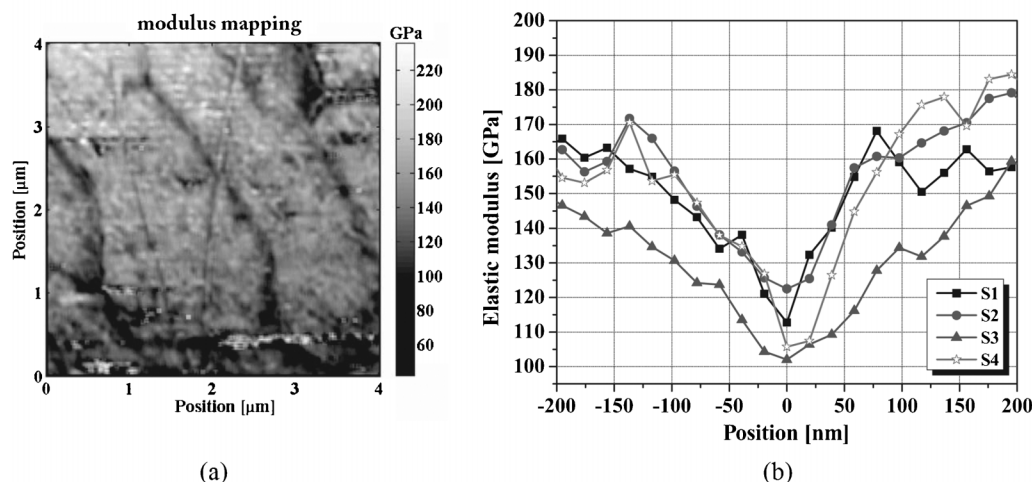 modulus mapping
GPa
4
3
2
1
0
Position [μm]
0 1 2 3 4
Position [μm]
220
200
180
160
140
120
100
80
60
(a)
200
190
180
170
160
150
140
130
120
110
100
Elastic modulus [GPa]
S1
S2
S3
S4
-200 -150 -100 -50 0 50 100 150 200
Position [nm]
(b)